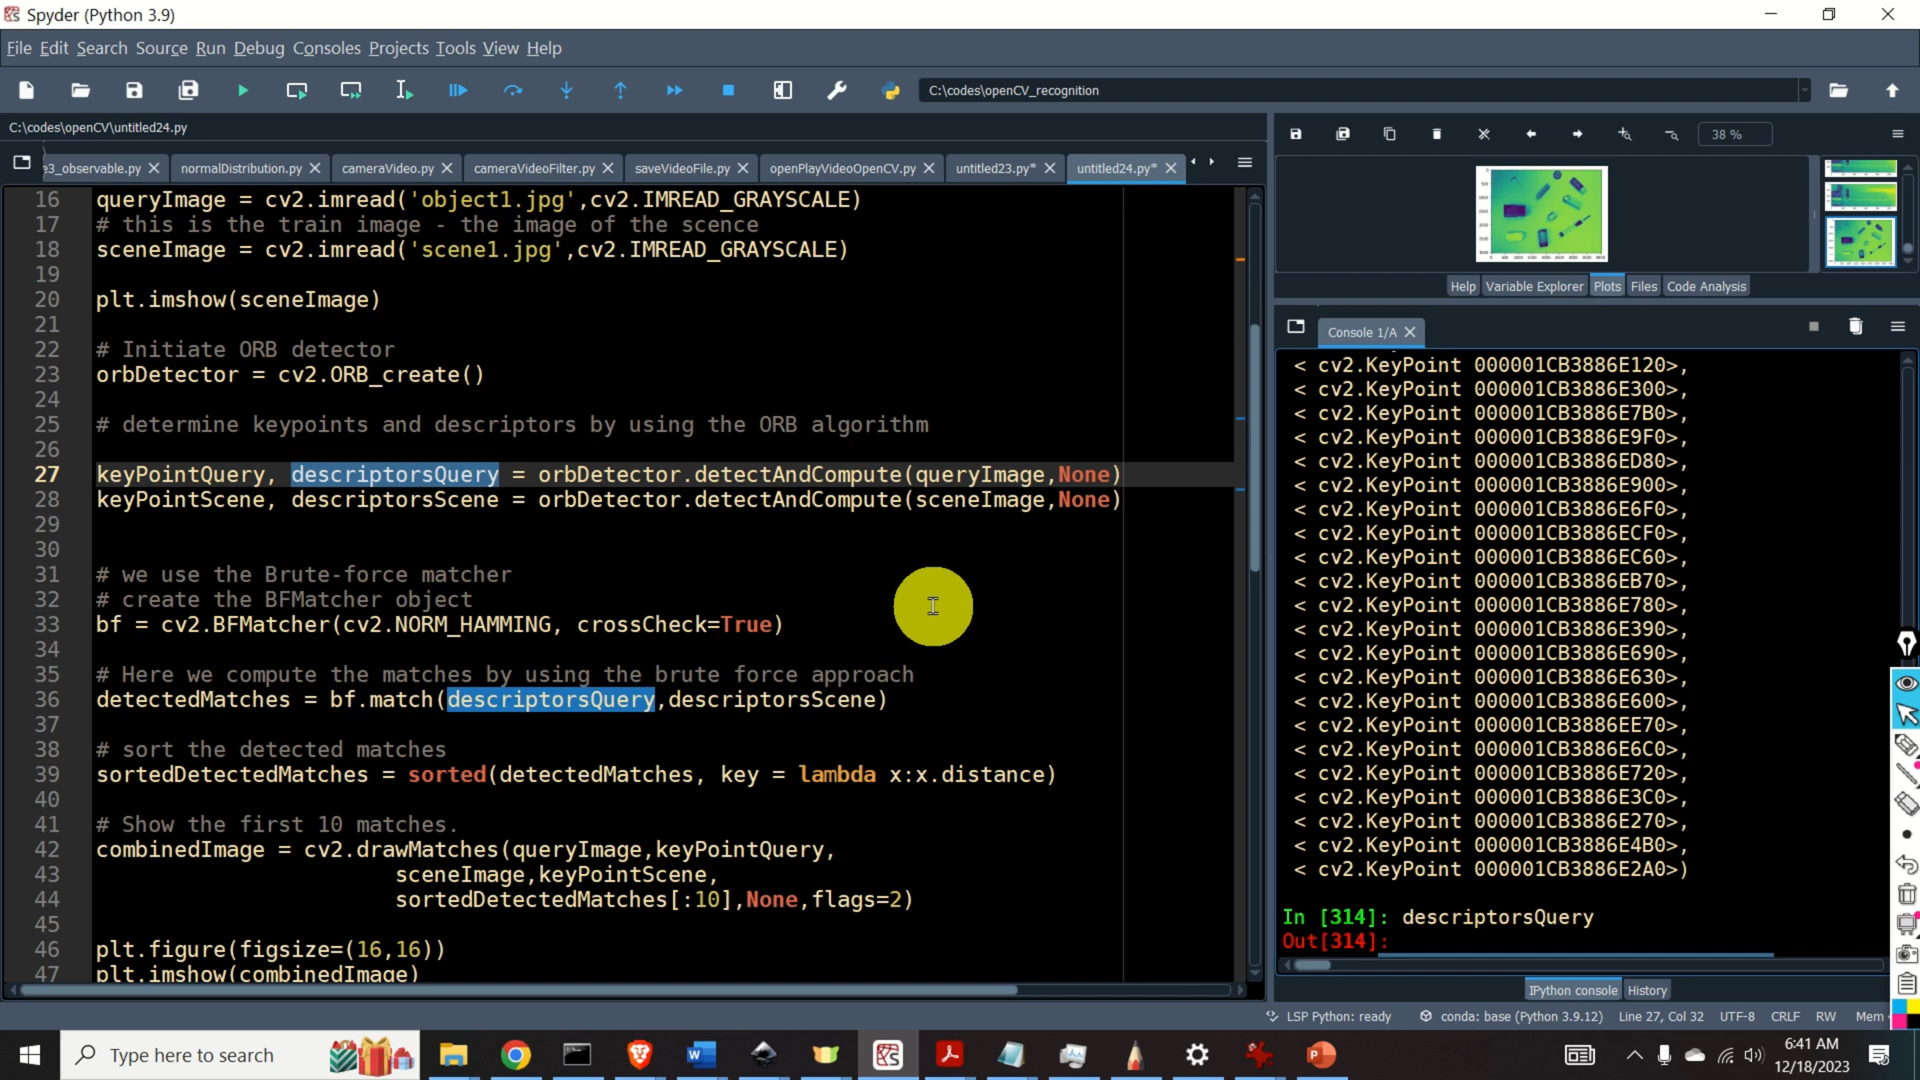 Spyder (Python 3.9)
File Edit Search Source Run Debug Consoles Projects Tools View Help
C:\codes\openCV_recognition
C:\codes\openCV\untitled24.py
e3_observable.py normalDistribution.py cameraVideo.py cameraVideoFilter.py saveVideoFile.py openPlayVideoOpenCV.py untitled23.py* untitled24.py*
16 queryImage = cv2.imread('object1.jpg',cv2.IMREAD_GRAYSCALE)
17 # this is the train image - the image of the scence
18 sceneImage = cv2.imread('scene1.jpg',cv2.IMREAD_GRAYSCALE)
19
20 plt.imshow(sceneImage)
21
22 # Initiate ORB detector
23 orbDetector = cv2.ORB_create()
24
25 # determine keypoints and descriptors by using the ORB algorithm
26
27 keyPointQuery, descriptorsQuery = orbDetector.detectAndCompute(queryImage,None)
28 keyPointScene, descriptorsScene = orbDetector.detectAndCompute(sceneImage,None)
29
30
31 # we use the Brute-force matcher
32 # create the BFMatcher object
33 bf = cv2.BFMatcher(cv2.NORM_HAMMING, crossCheck=True)
34
35 # Here we compute the matches by using the brute force approach
36 detectedMatches = bf.match(descriptorsQuery,descriptorsScene)
37
38 # sort the detected matches
39 sortedDetectedMatches = sorted(detectedMatches, key = lambda x:x.distance)
40
41 # Show the first 10 matches.
42 combinedImage = cv2.drawMatches(queryImage,keyPointQuery,
43 sceneImage,keyPointScene,
44 sortedDetectedMatches[:10],None,flags=2)
45
46 plt.figure(figsize=(16,16))
47 plt.imshow(combinedImage)
38 %
Help Variable Explorer Plots Files Code Analysis
Console 1/A
< cv2.KeyPoint 000001CB3886E120>,
< cv2.KeyPoint 000001CB3886E300>,
< cv2.KeyPoint 000001CB3886E7B0>,
< cv2.KeyPoint 000001CB3886E9F0>,
< cv2.KeyPoint 000001CB3886ED80>,
< cv2.KeyPoint 000001CB3886E900>,
< cv2.KeyPoint 000001CB3886E6F0>,
< cv2.KeyPoint 000001CB3886ECF0>,
< cv2.KeyPoint 000001CB3886EC60>,
< cv2.KeyPoint 000001CB3886EB70>,
< cv2.KeyPoint 000001CB3886E780>,
< cv2.KeyPoint 000001CB3886E390>,
< cv2.KeyPoint 000001CB3886E690>,
< cv2.KeyPoint 000001CB3886E630>,
< cv2.KeyPoint 000001CB3886E600>,
< cv2.KeyPoint 000001CB3886EE70>,
< cv2.KeyPoint 000001CB3886E6C0>,
< cv2.KeyPoint 000001CB3886E720>,
< cv2.KeyPoint 000001CB3886E3C0>,
< cv2.KeyPoint 000001CB3886E270>,
< cv2.KeyPoint 000001CB3886E4B0>,
< cv2.KeyPoint 000001CB3886E2A0>)
In [314]: descriptorsQuery
Out[314]:
IPython console History
LSP Python: ready conda: base (Python 3.9.12) Line 27, Col 32 UTF-8 CRLF RW Mem
Type here to search
6:41 AM
12/18/2023